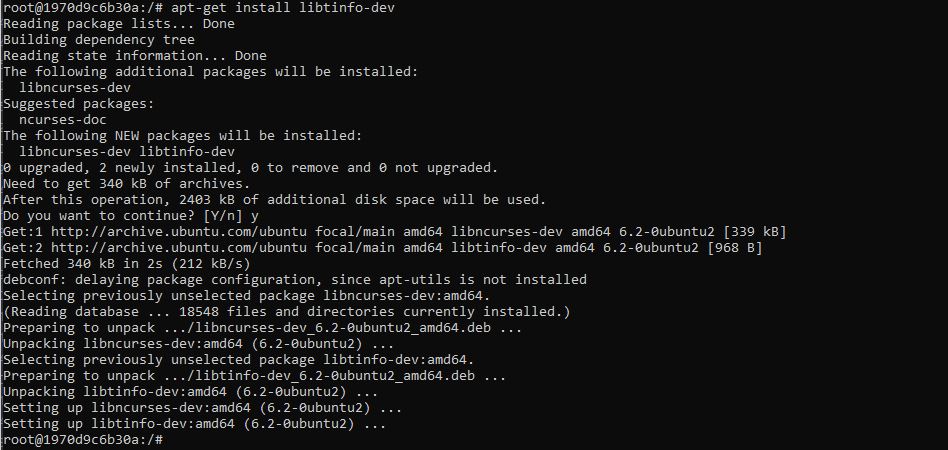 root@1970d9c6b30a:/# apt-get install libtinfo-dev
Reading package lists... Done
Building dependency tree
Reading state information... Done
The following additional packages will be installed:
  libncurses-dev
Suggested packages:
  ncurses-doc
The following NEW packages will be installed:
  libncurses-dev libtinfo-dev
0 upgraded, 2 newly installed, 0 to remove and 0 not upgraded.
Need to get 340 kB of archives.
After this operation, 2403 kB of additional disk space will be used.
Do you want to continue? [Y/n] y
Get:1 http://archive.ubuntu.com/ubuntu focal/main amd64 libncurses-dev amd64 6.2-0ubuntu2 [339 kB]
Get:2 http://archive.ubuntu.com/ubuntu focal/main amd64 libtinfo-dev amd64 6.2-0ubuntu2 [968 B]
Fetched 340 kB in 2s (212 kB/s)
debconf: delaying package configuration, since apt-utils is not installed
Selecting previously unselected package libncurses-dev:amd64.
(Reading database ... 18548 files and directories currently installed.)
Preparing to unpack .../libncurses-dev_6.2-0ubuntu2_amd64.deb ...
Unpacking libncurses-dev:amd64 (6.2-0ubuntu2) ...
Selecting previously unselected package libtinfo-dev:amd64.
Preparing to unpack .../libtinfo-dev_6.2-0ubuntu2_amd64.deb ...
Unpacking libtinfo-dev:amd64 (6.2-0ubuntu2) ...
Setting up libncurses-dev:amd64 (6.2-0ubuntu2) ...
Setting up libtinfo-dev:amd64 (6.2-0ubuntu2) ...
root@1970d9c6b30a:/#